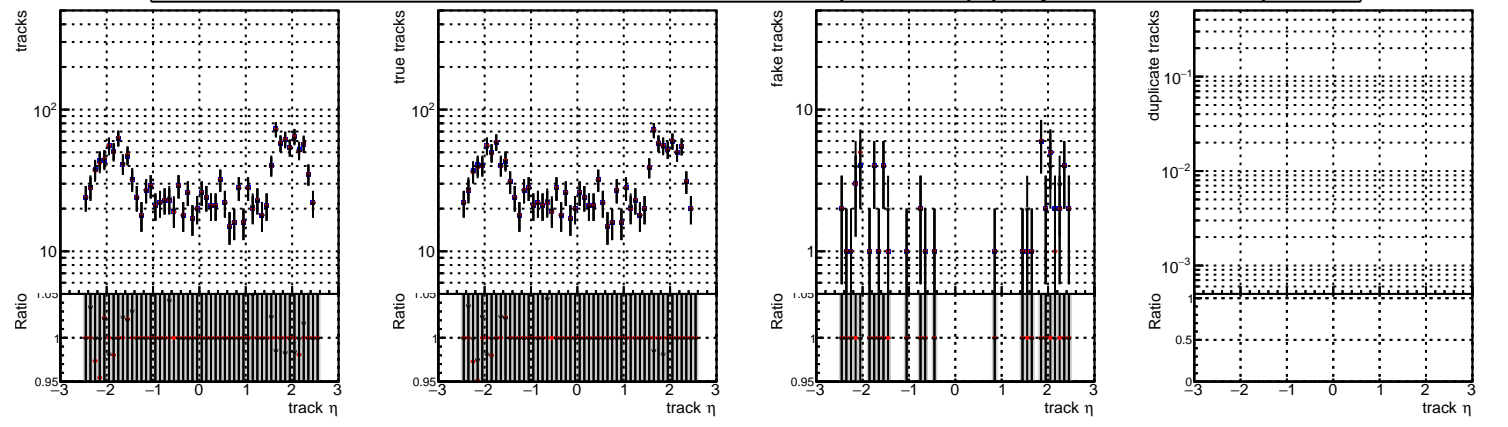 tracks
10²
10
Ratio
1.05
1
0.95
−3 −2 −1 0 1 2 3
track η
true tracks
10²
10
Ratio
1.05
1
0.95
−3 −2 −1 0 1 2 3
track η
fake tracks
10
1
Ratio
1.05
1
0.95
−3 −2 −1 0 1 2 3
track η
duplicate tracks
10⁻¹
10⁻²
10⁻³
Ratio
1
0.5
0
−3 −2 −1 0 1 2 3
track η